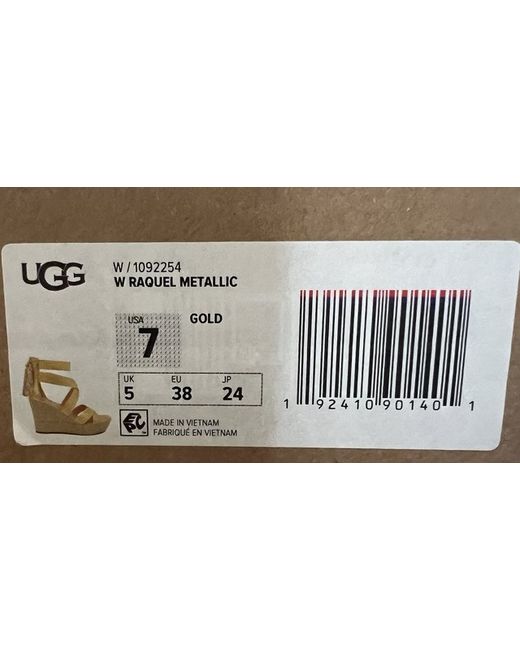 UGG
W / 1092254
W RAQUEL METALLIC
USA
7
GOLD
UK EU JP
5 38 24
MADE IN VIETNAM
FABRIQUÉ EN VIETNAM
1 92410 90140 1